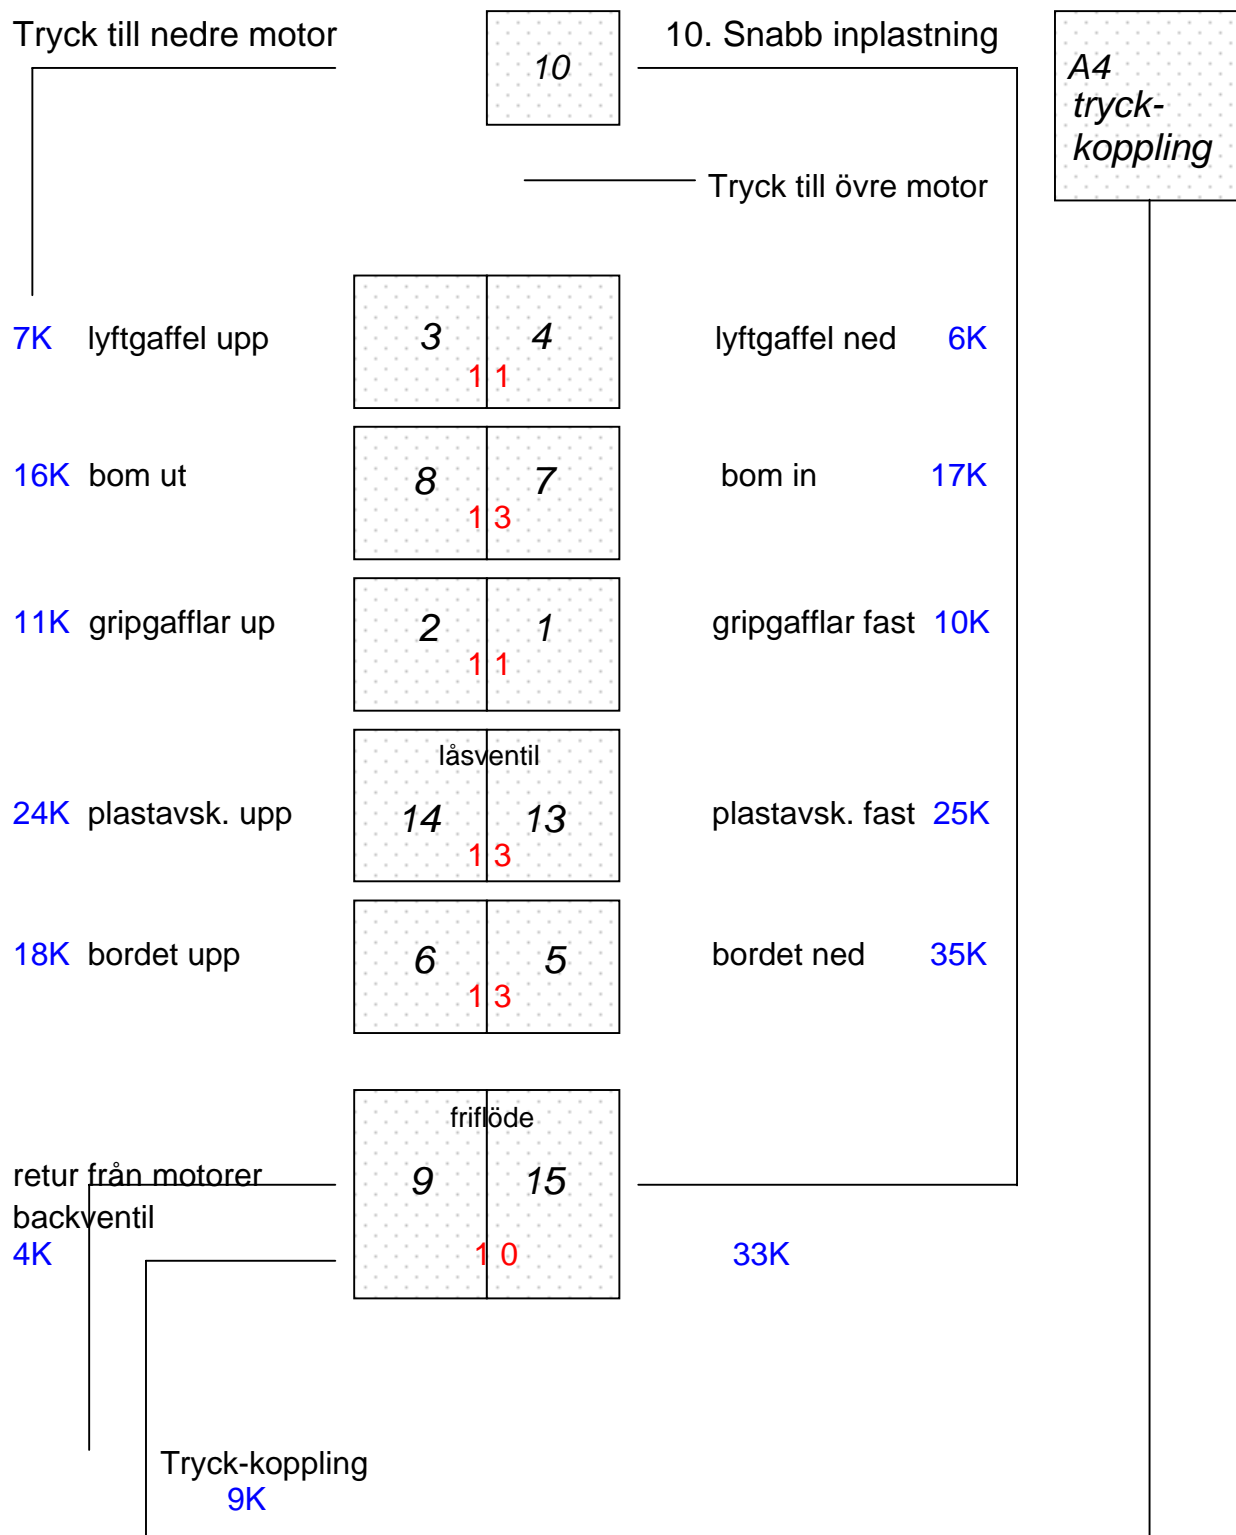 Tryck till nedre motor
10
10. Snabb inplastning
A4
tryck-
koppling
Tryck till övre motor
7K lyftgaffel upp 3 4 lyftgaffel ned 6K
1 1
16K bom ut 8 7 bom in 17K
1 3
11K gripgafflar up 2 1 gripgafflar fast 10K
1 1
låsventil
24K plastavsk. upp 14 13 plastavsk. fast 25K
1 3
18K bordet upp 6 5 bordet ned 35K
1 3
friflöde
retur från motorer 9 15
backventil
4K 1 0 33K
Tryck-koppling
9K